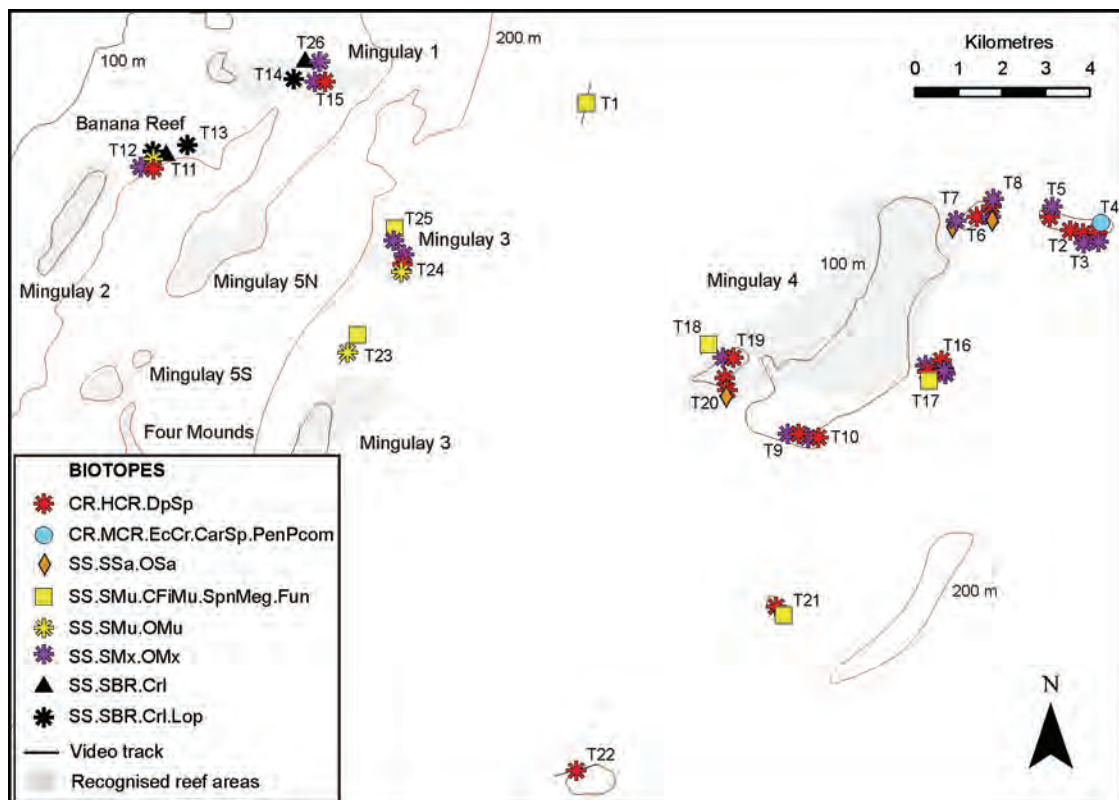 T26
Mingulay 1
200 m
100 m
Kilometres
0 1 2 3 4
T14
T15
T1
Banana Reef
T13
T12
T11
T7
T8
T5
T4
T6
T2
T3
T25
Mingulay 3
T24
Mingulay 2
Mingulay 5N
100 m
Mingulay 4
T18
T19
T16
T23
T17
T20
Mingulay 5S
Four Mounds
Mingulay 3
T9
T10
BIOTOPES
CR.HCR.DpSp
CR.MCR.EcCr.CarSp.PenPcom
SS.SSa.OSa
SS.SMu.CFiMu.SpnMeg.Fun
SS.SMu.OMu
SS.SMx.OMx
SS.SBR.Crl
SS.SBR.Crl.Lop
Video track
Recognised reef areas
T21
200 m
T22
N